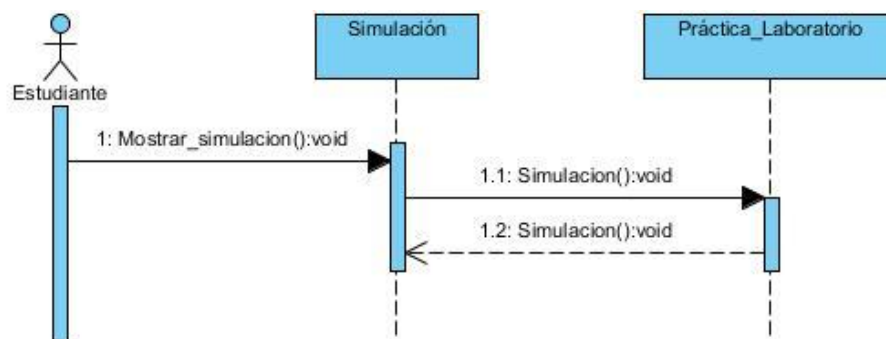 Simulación
Práctica_Laboratorio
Estudiante
1: Mostrar_simulacion():void
1.1: Simulacion():void
1.2: Simulacion():void